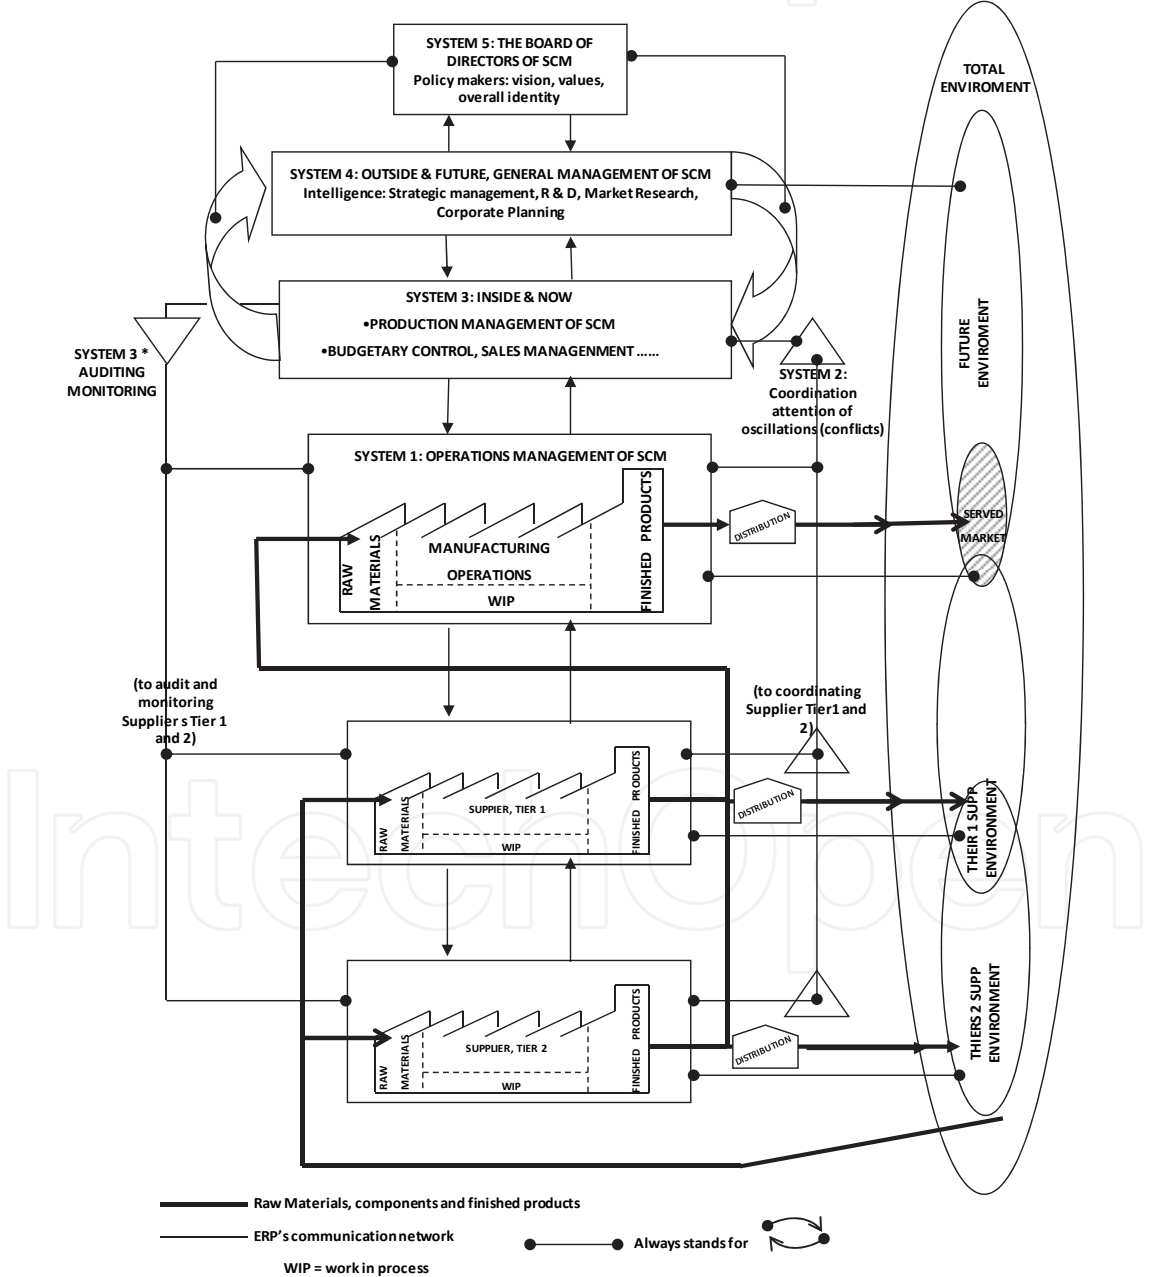 SYSTEM 5: THE BOARD OF
DIRECTORS OF SCM
Policy makers: vision, values,
overall identity
TOTAL
ENVIROMENT
SYSTEM 4: OUTSIDE & FUTURE, GENERAL MANAGEMENT OF SCM
Intelligence: Strategic management, R & D, Market Research,
Corporate Planning
SYSTEM 3: INSIDE & NOW
•PRODUCTION MANAGEMENT OF SCM
•BUDGETARY CONTROL, SALES MANAGENMENT ......
SYSTEM 3 *
AUDITING
MONITORING
SYSTEM 2:
Coordination
attention of
oscillations (conflicts)
FUTURE
ENVIROMENT
SYSTEM 1: OPERATIONS MANAGEMENT OF SCM
RAW
MATERIALS
MANUFACTURING
OPERATIONS
WIP
FINISHED PRODUCTS
DISTRIBUTION
SERVED
MARKET
(to audit and
monitoring
Supplier s Tier 1
and 2)
(to coordinating
Supplier Tier1 and
2)
RAW
MATERIALS
SUPPIER, TIER 1
WIP
FINISHED PRODUCTS
DISTRIBUTION
THEIR 1 SUPP
ENVIRONMENT
RAW
MATERIALS
SUPPLIER, TIER 2
WIP
FINISHED PRODUCTS
DISTRIBUTION
THIERS 2 SUPP
ENVIRONMENT
IntechOpen
Raw Materials, components and finished products
ERP's communication network
Always stands for
WIP = work in process